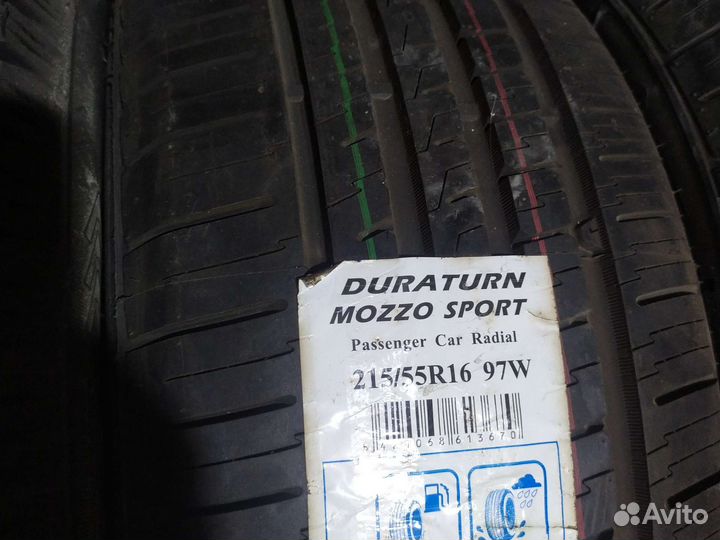 DURATURN
MOZZO SPORT
Passenger Car Radial
215/55R16 97W
Avito